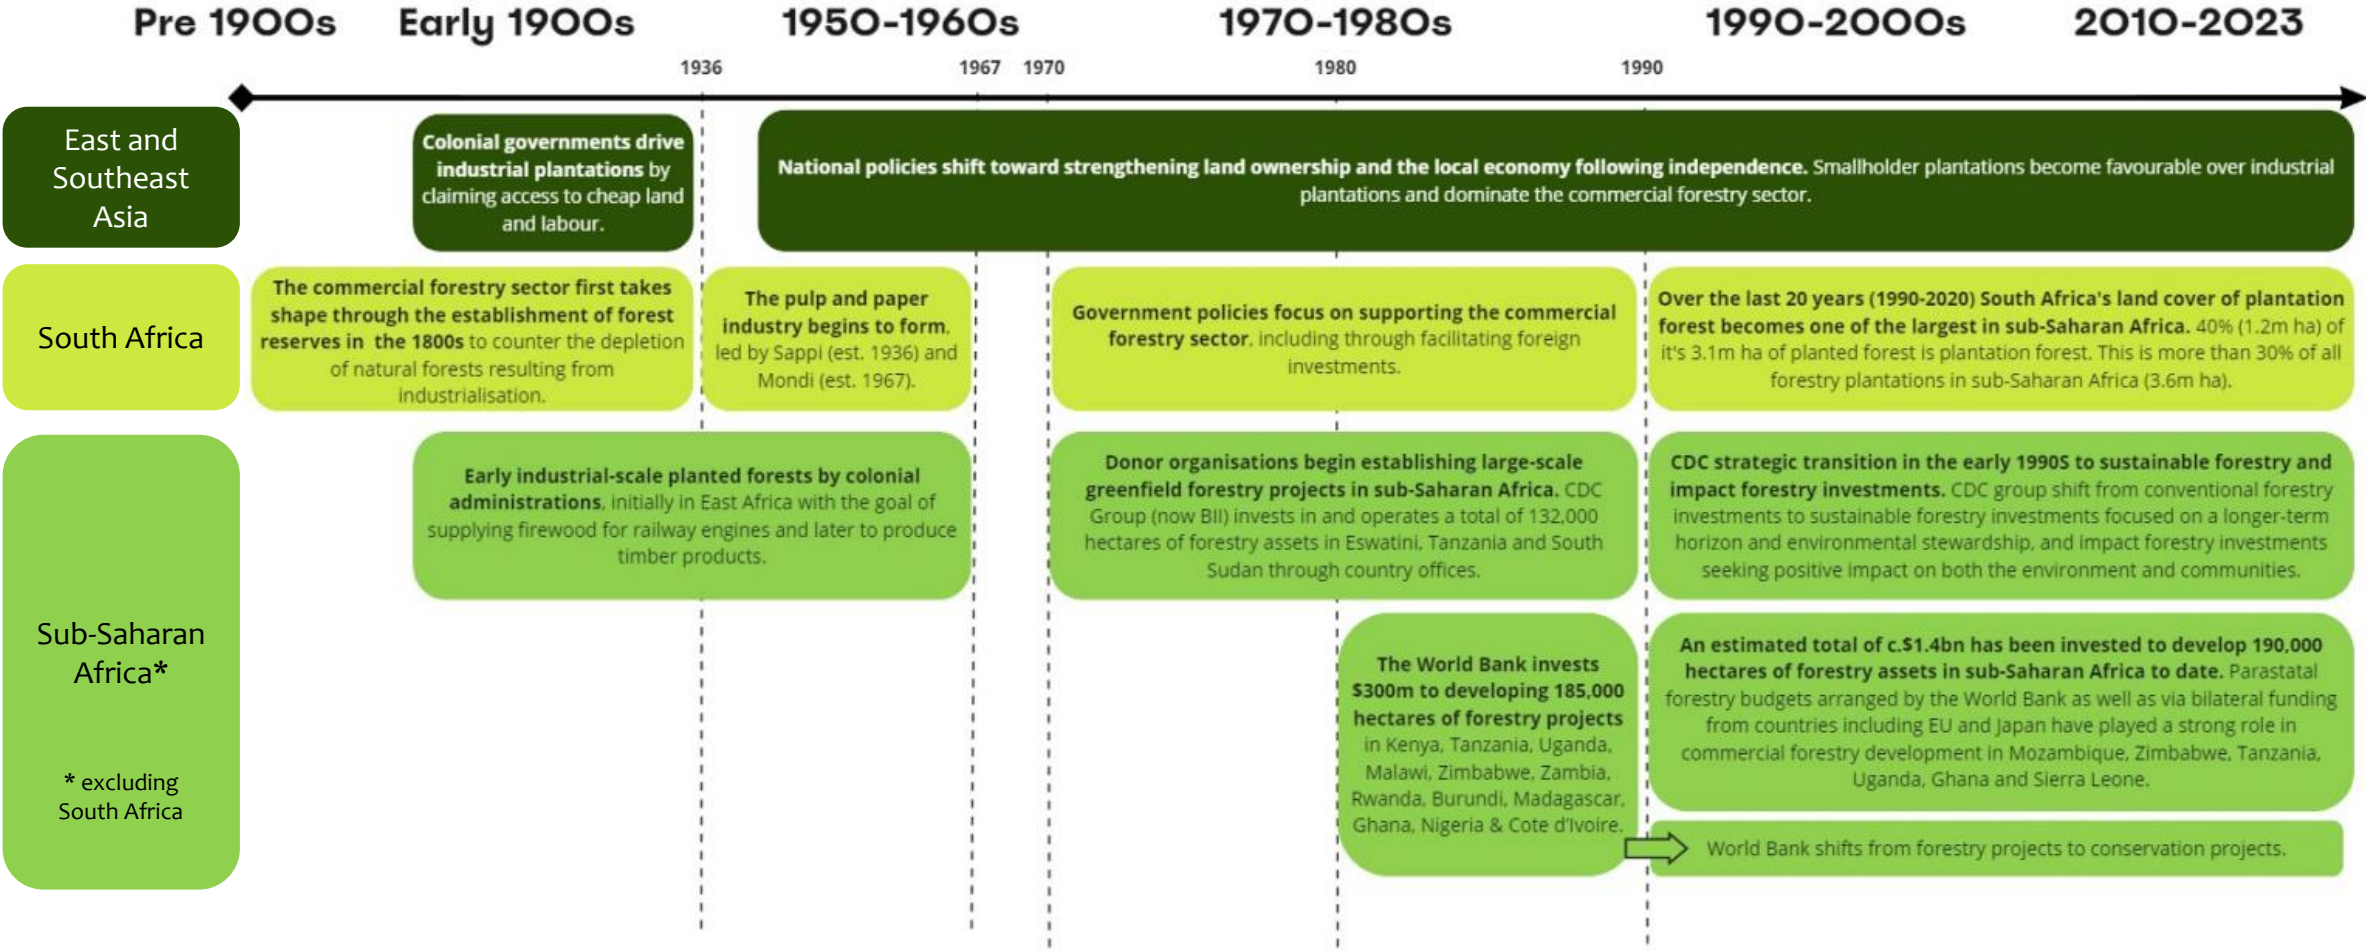 Pre 1900s
Early 1900s
1950-1960s
1970-1980s
1990-2000s
2010-2023
1936
1967
1970
1980
1990
East and
Southeast
Asia
Colonial governments drive
industrial plantations by
claiming access to cheap land
and labour.
National policies shift toward strengthening land ownership and the local economy following independence. Smallholder plantations become favourable over industrial
plantations and dominate the commercial forestry sector.
South Africa
The commercial forestry sector first takes
shape through the establishment of forest
reserves in the 1800s to counter the depletion
of natural forests resulting from
industrialisation.
The pulp and paper
industry begins to form,
led by Sappi (est. 1936) and
Mondi (est. 1967).
Government policies focus on supporting the commercial
forestry sector, including through facilitating foreign
investments.
Over the last 20 years (1990-2020) South Africa's land cover of plantation
forest becomes one of the largest in sub-Saharan Africa. 40% (1.2m ha) of
it's 3.1m ha of planted forest is plantation forest. This is more than 30% of all
forestry plantations in sub-Saharan Africa (3.6m ha).
Sub-Saharan
Africa*
* excluding
South Africa
Early industrial-scale planted forests by colonial
administrations, initially in East Africa with the goal of
supplying firewood for railway engines and later to produce
timber products.
Donor organisations begin establishing large-scale
greenfield forestry projects in sub-Saharan Africa. CDC
Group (now BII) invests in and operates a total of 132,000
hectares of forestry assets in Eswatini, Tanzania and South
Sudan through country offices.
CDC strategic transition in the early 1990S to sustainable forestry and
impact forestry investments. CDC group shift from conventional forestry
investments to sustainable forestry investments focused on a longer-term
horizon and environmental stewardship, and impact forestry investments
seeking positive impact on both the environment and communities.
The World Bank invests
$300m to developing 185,000
hectares of forestry projects
in Kenya, Tanzania, Uganda,
Malawi, Zimbabwe, Zambia,
Rwanda, Burundi, Madagascar,
Ghana, Nigeria & Cote d'Ivoire.
An estimated total of c.$1.4bn has been invested to develop 190,000
hectares of forestry assets in sub-Saharan Africa to date. Parastatal
forestry budgets arranged by the World Bank as well as via bilateral funding
from countries including EU and Japan have played a strong role in
commercial forestry development in Mozambique, Zimbabwe, Tanzania,
Uganda, Ghana and Sierra Leone.
World Bank shifts from forestry projects to conservation projects.